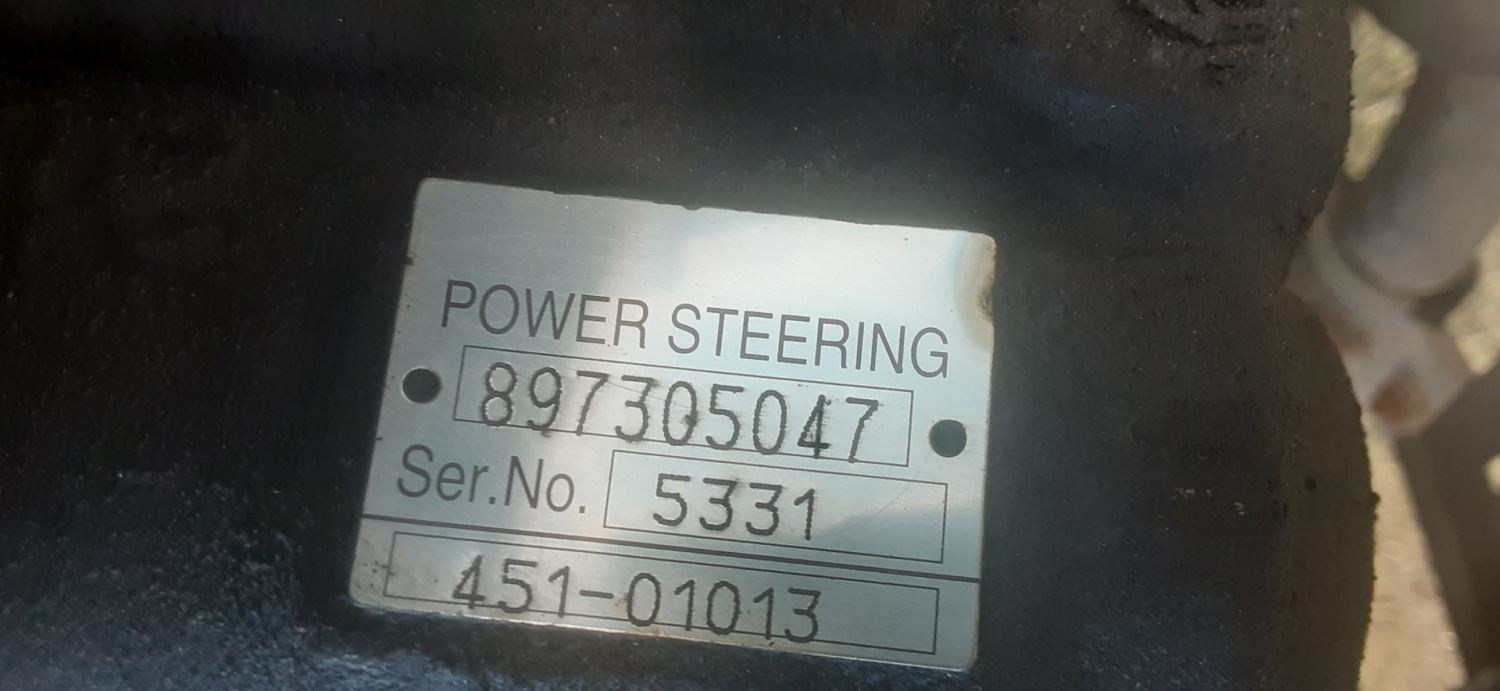 POWER STEERING
897305047
Ser.No. 5331
451-01013